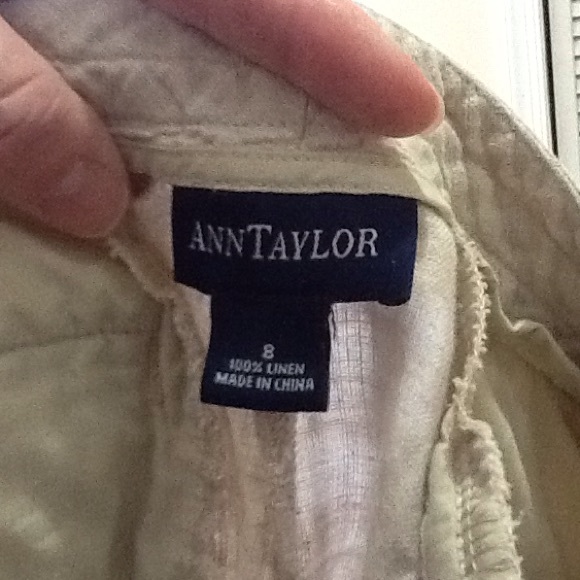 ANNTAYLOR
8
100% LINEN
MADE IN CHINA